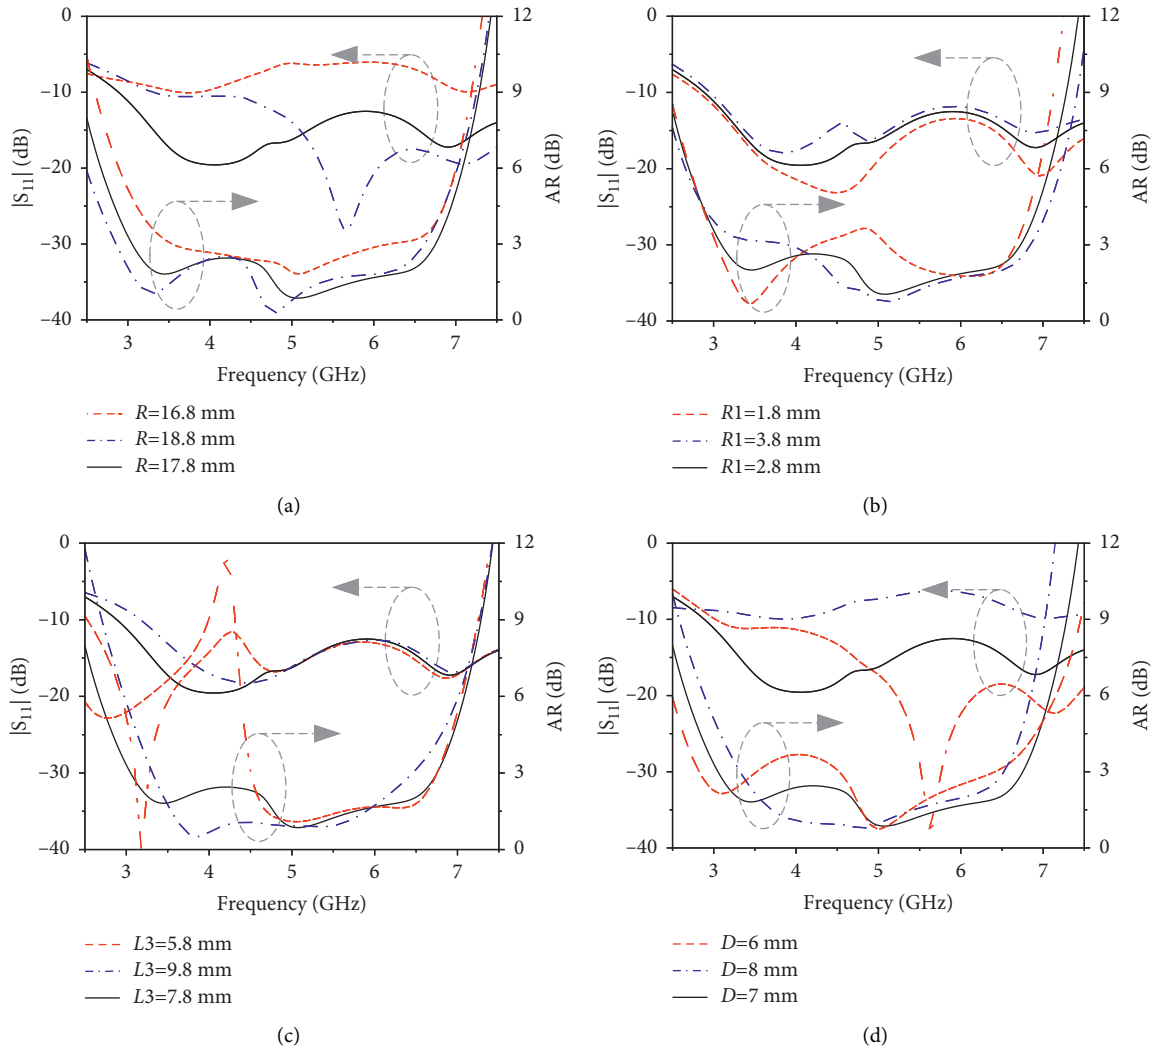 0
−10
−20
−30
−40
|S11| (dB)
12
9
6
3
0
AR (dB)
3 4 5 6 7
Frequency (GHz)
R=16.8 mm
R=18.8 mm
R=17.8 mm
(a)
0
−10
−20
−30
−40
|S11| (dB)
12
9
6
3
0
AR (dB)
3 4 5 6 7
Frequency (GHz)
R1=1.8 mm
R1=3.8 mm
R1=2.8 mm
(b)
0
−10
−20
−30
−40
|S11| (dB)
12
9
6
3
0
AR (dB)
3 4 5 6 7
Frequency (GHz)
L3=5.8 mm
L3=9.8 mm
L3=7.8 mm
(c)
0
−10
−20
−30
−40
|S11| (dB)
12
9
6
3
0
AR (dB)
3 4 5 6 7
Frequency (GHz)
D=6 mm
D=8 mm
D=7 mm
(d)